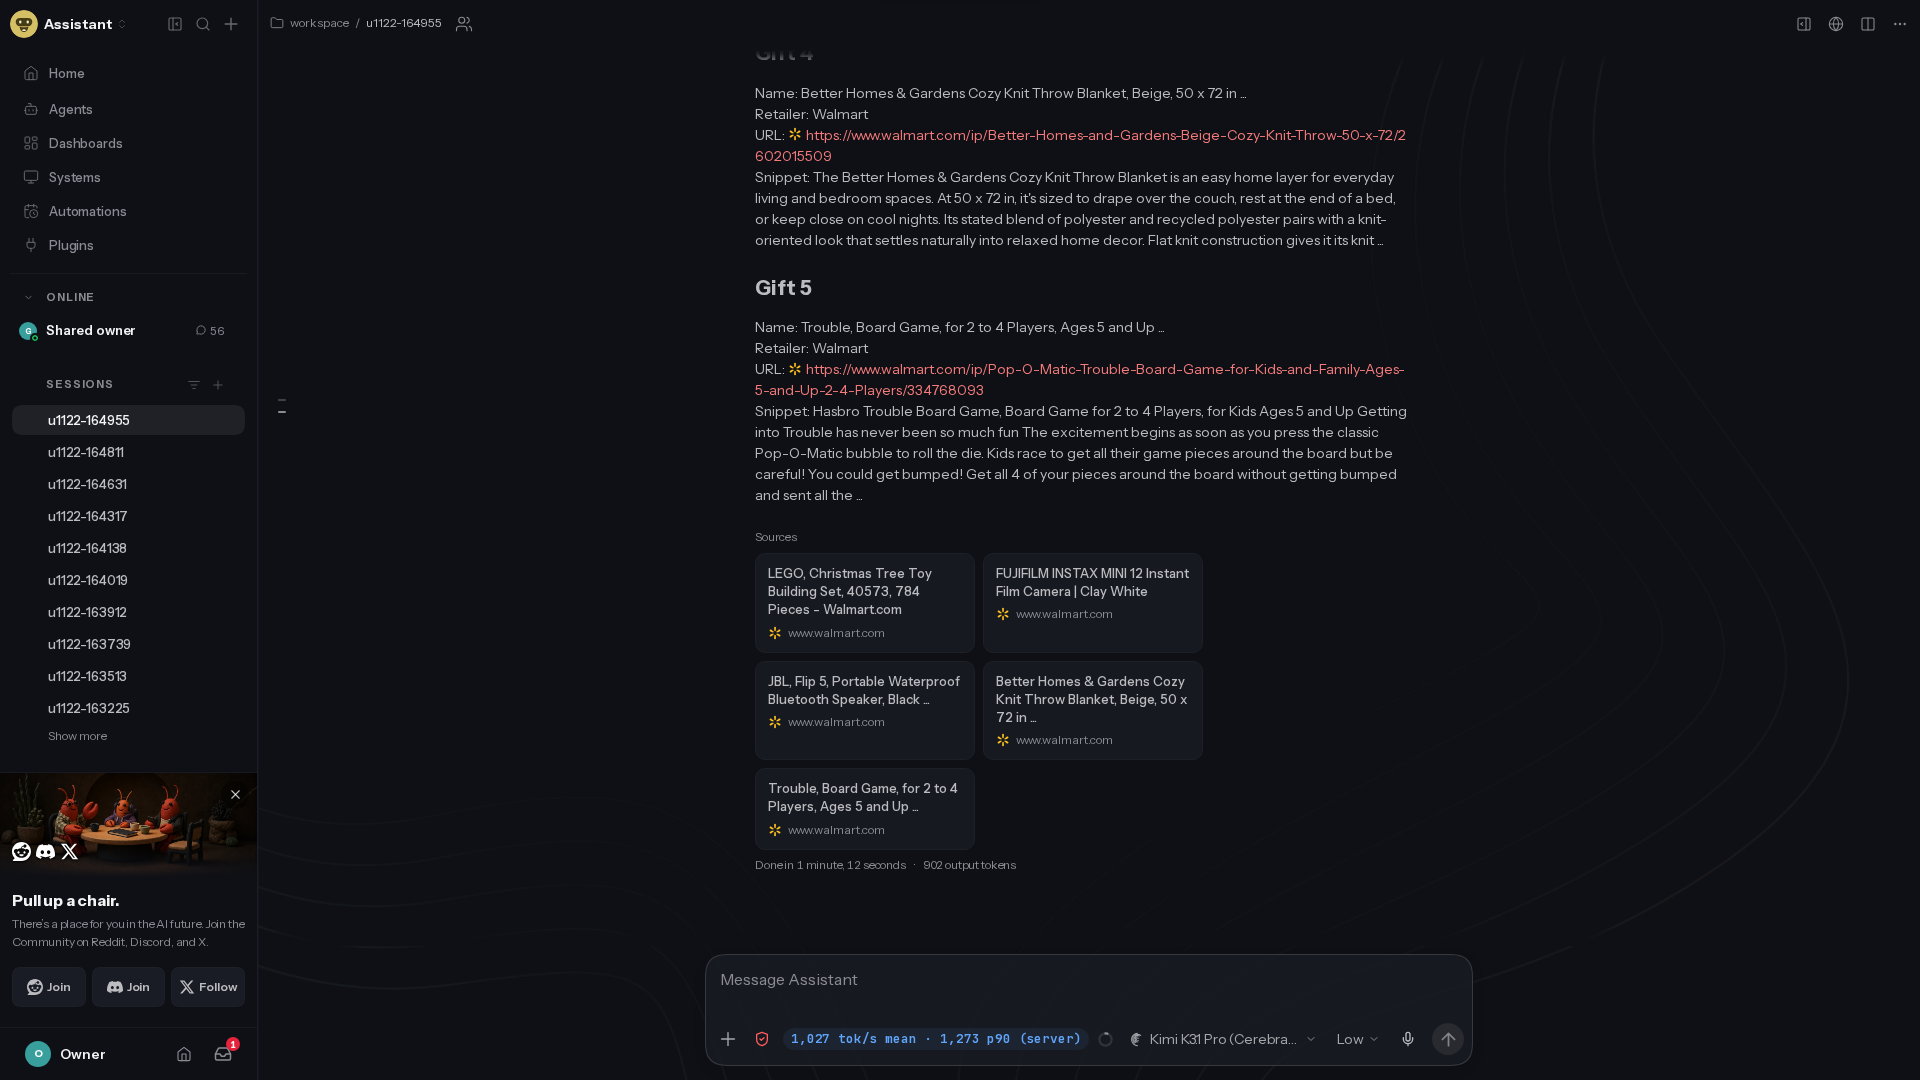 Assistant
Home
Agents
Dashboards
Systems
Automations
Plugins
ONLINE
G
Shared owner
56
SESSIONS
u1122-164955
u1122-164811
u1122-164631
u1122-164317
u1122-164138
u1122-164019
u1122-163912
u1122-163739
u1122-163513
u1122-163225
Show more
Pull up a chair.
There's a place for you in the AI future. Join the
Community on Reddit, Discord, and X.
Join
Join
Follow
O
Owner
1
workspace / u1122-164955
Gift 4
Name: Better Homes & Gardens Cozy Knit Throw Blanket, Beige, 50 x 72 in ...
Retailer: Walmart
URL: https://www.walmart.com/ip/Better-Homes-and-Gardens-Beige-Cozy-Knit-Throw-50-x-72/2
602015509
Snippet: The Better Homes & Gardens Cozy Knit Throw Blanket is an easy home layer for everyday
living and bedroom spaces. At 50 x 72 in, it's sized to drape over the couch, rest at the end of a bed,
or keep close on cool nights. Its stated blend of polyester and recycled polyester pairs with a knit-
oriented look that settles naturally into relaxed home decor. Flat knit construction gives it its knit ...
Gift 5
Name: Trouble, Board Game, for 2 to 4 Players, Ages 5 and Up ...
Retailer: Walmart
URL: https://www.walmart.com/ip/Pop-O-Matic-Trouble-Board-Game-for-Kids-and-Family-Ages-
5-and-Up-2-4-Players/334768093
Snippet: Hasbro Trouble Board Game, Board Game for 2 to 4 Players, for Kids Ages 5 and Up Getting
into Trouble has never been so much fun The excitement begins as soon as you press the classic
Pop-O-Matic bubble to roll the die. Kids race to get all their game pieces around the board but be
careful! You could get bumped! Get all 4 of your pieces around the board without getting bumped
and sent all the ...
Sources
LEGO, Christmas Tree Toy
Building Set, 40573, 784
Pieces - Walmart.com
www.walmart.com
FUJIFILM INSTAX MINI 12 Instant
Film Camera | Clay White
www.walmart.com
JBL, Flip 5, Portable Waterproof
Bluetooth Speaker, Black ...
www.walmart.com
Better Homes & Gardens Cozy
Knit Throw Blanket, Beige, 50 x
72 in ...
www.walmart.com
Trouble, Board Game, for 2 to 4
Players, Ages 5 and Up ...
www.walmart.com
Done in 1 minute, 12 seconds · 902 output tokens
Message Assistant
1,027 tok/s mean · 1,273 p90 (server)
Kimi K3.1 Pro (Cerebra...
Low